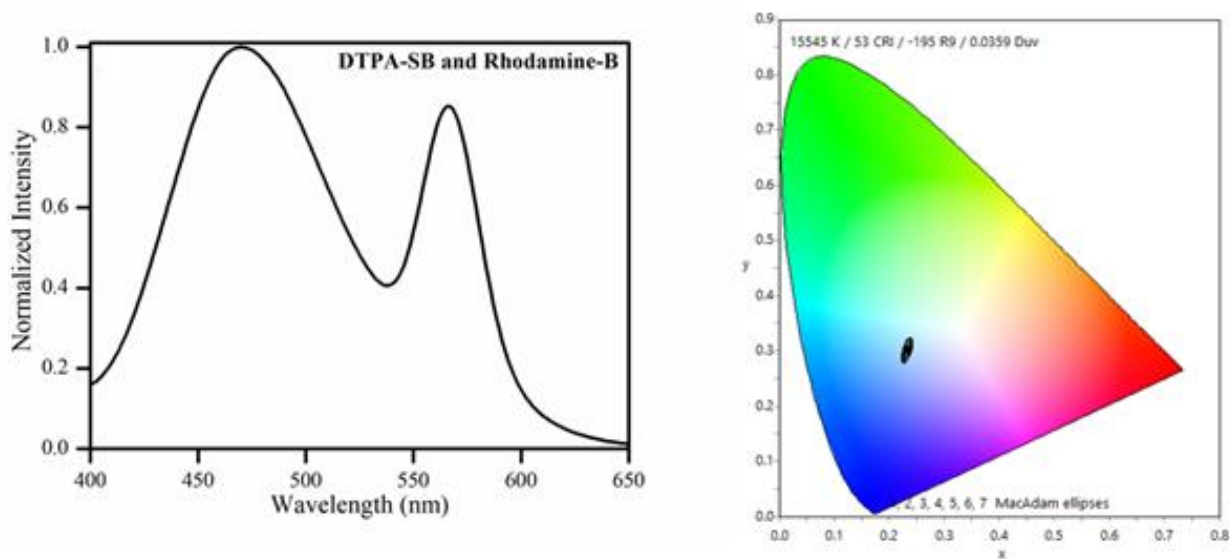 DTPA-SB and Rhodamine-B
Normalized Intensity
1.0
0.8
0.6
0.4
0.2
0.0
400 450 500 550 600 650
Wavelength (nm)
15545 K / 53 CRI / -195 R9 / 0.0359 Duv
y
0.9
0.8
0.7
0.6
0.5
0.4
0.3
0.2
0.1
0.0
2, 3, 4, 5, 6, 7 MacAdam ellipses
0.0 0.1 0.2 0.3 0.4 0.5 0.6 0.7 0.8
x